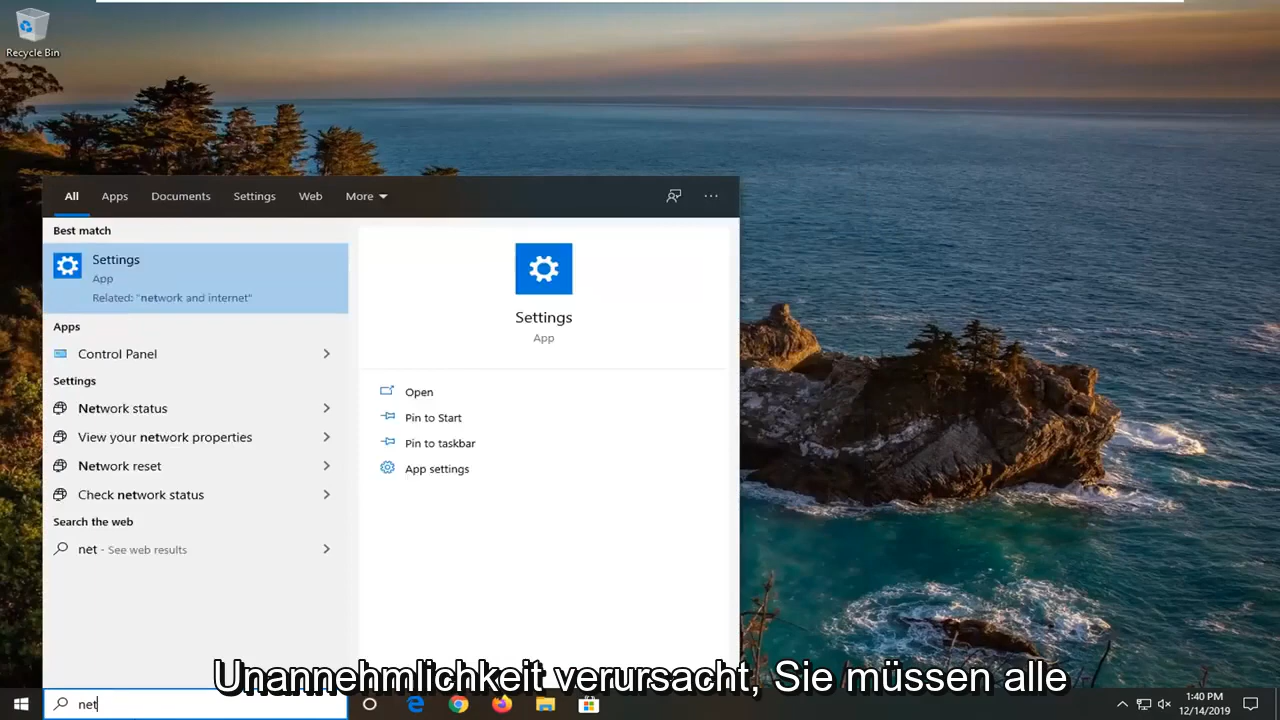 Recycle Bin
All Apps Documents Settings Web More
Best match
Settings
App
Related: "network and internet"
Apps
Control Panel
Settings
Network status
View your network properties
Network reset
Check network status
Search the web
net - See web results
Settings
App
Open
Pin to Start
Pin to taskbar
App settings
Unannehmlichkeit verursacht, Sie müssen alle
net
1:40 PM
12/14/2019